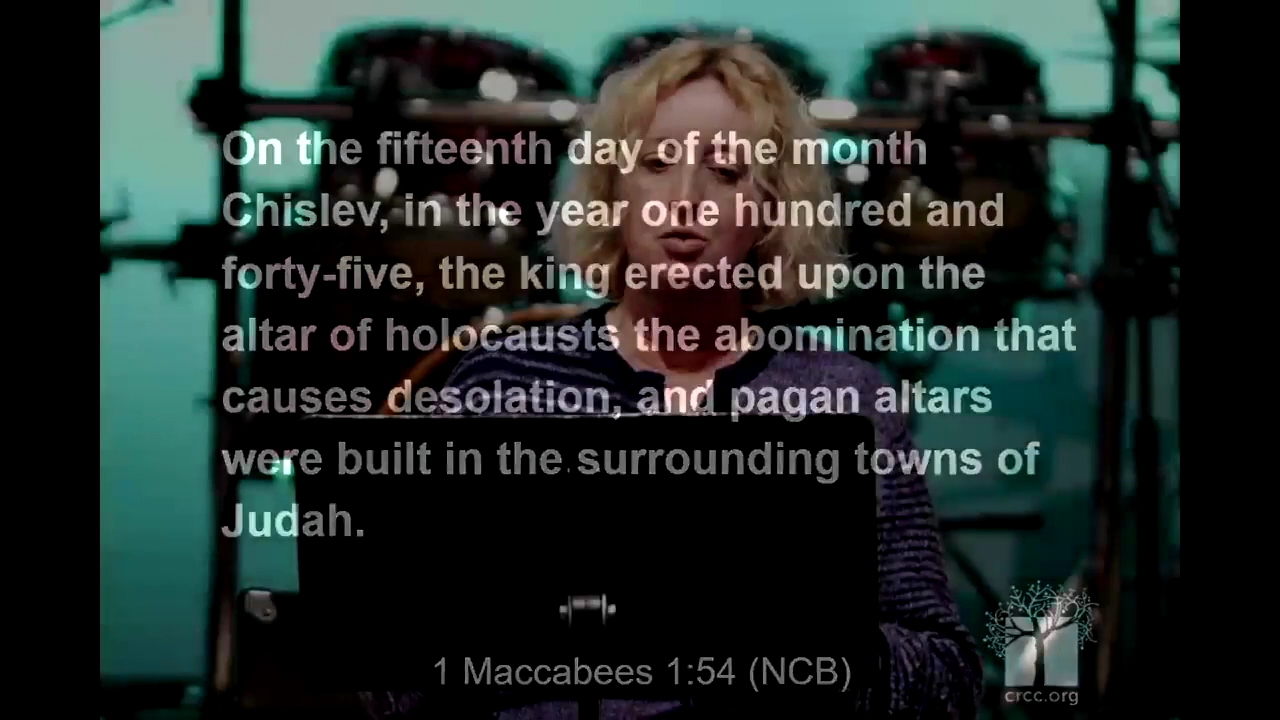 On the fifteenth day of the month
Chislev, in the year one hundred and
forty-five, the king erected upon the
altar of holocausts the abomination that
causes desolation, and pagan altars
were built in the surrounding towns of
Judah.
1 Maccabees 1:54 (NCB)
crcc.org